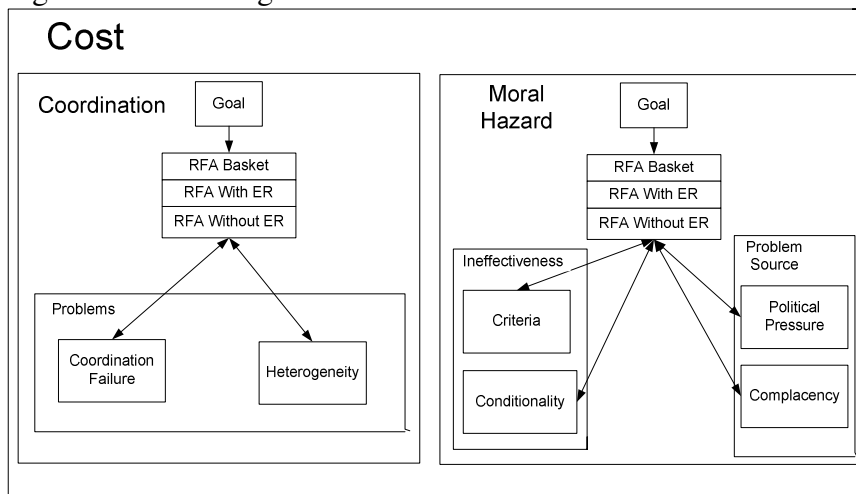 Cost
Coordination
Goal
RFA Basket
RFA With ER
RFA Without ER
Problems
Coordination
Failure
Heterogeneity
Moral
Hazard
Goal
RFA Basket
RFA With ER
RFA Without ER
Ineffectiveness
Criteria
Conditionality
Problem
Source
Political
Pressure
Complacency